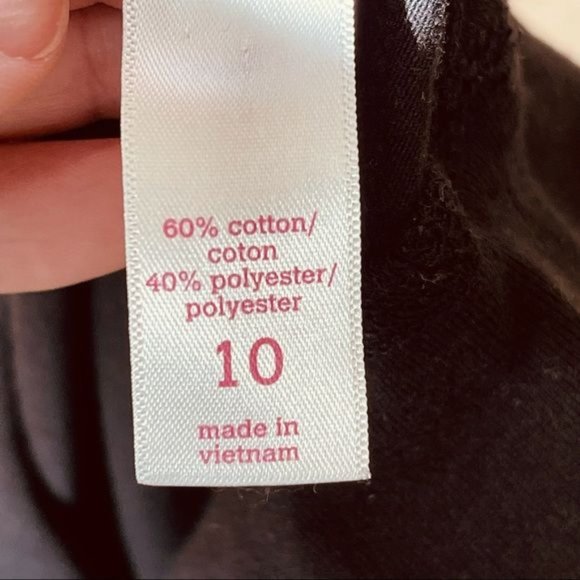 60% cotton/
coton
40% polyester/
polyester
10
made in
vietnam